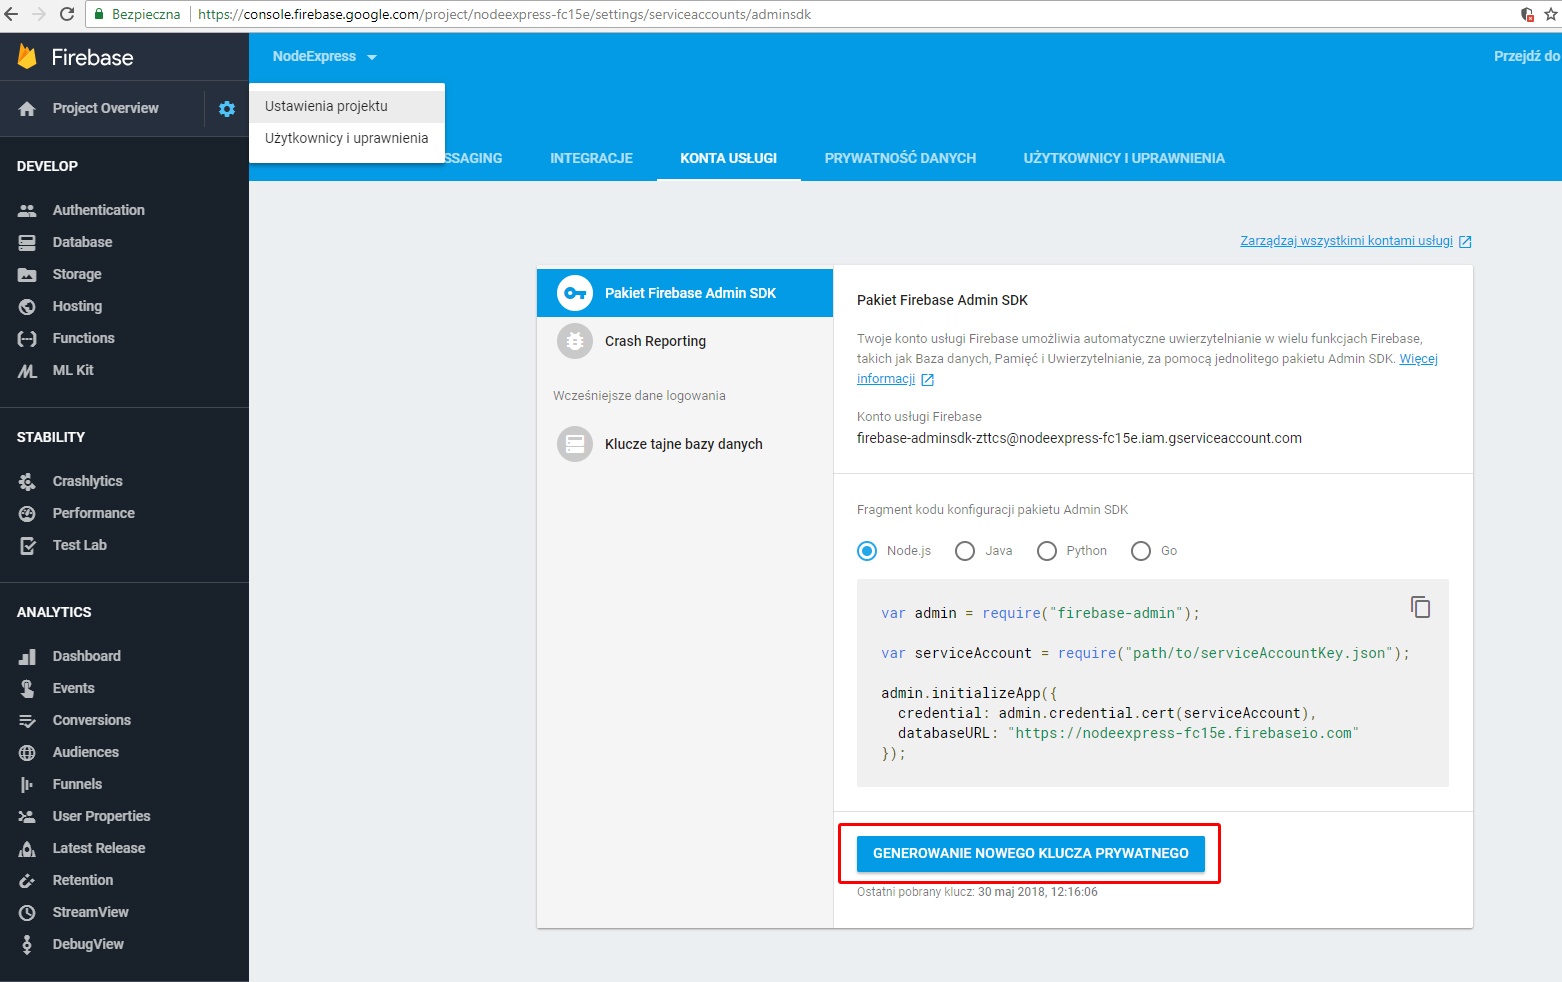 Bezpieczna
https://console.firebase.google.com/project/nodeexpress-fc15e/settings/serviceaccounts/adminsdk
Firebase
Project Overview
DEVELOP
Authentication
Database
Storage
Hosting
Functions
ML Kit
STABILITY
Crashlytics
Performance
Test Lab
ANALYTICS
Dashboard
Events
Conversions
Audiences
Funnels
User Properties
Latest Release
Retention
StreamView
DebugView
NodeExpress
Przejdź do
Ustawienia projektu
Użytkownicy i uprawnienia
SSAGING
INTEGRACJE
KONTA USŁUGI
PRYWATNOŚĆ DANYCH
UŻYTKOWNICY I UPRAWNIENIA
Zarządzaj wszystkimi kontami usługi
Pakiet Firebase Admin SDK
Crash Reporting
Wcześniejsze dane logowania
Klucze tajne bazy danych
Pakiet Firebase Admin SDK
Twoje konto usługi Firebase umożliwia automatyczne uwierzytelnianie w wielu funkcjach Firebase,
takich jak Baza danych, Pamięć i Uwierzytelnianie, za pomocą jednolitego pakietu Admin SDK. Więcej
informacji
Konto usługi Firebase
firebase-adminsdk-zttcs@nodeexpress-fc15e.iam.gserviceaccount.com
Fragment kodu konfiguracji pakietu Admin SDK
Node.js
Java
Python
Go
var admin = require("firebase-admin");
var serviceAccount = require("path/to/serviceAccountKey.json");
admin.initializeApp({
credential: admin.credential.cert(serviceAccount),
databaseURL: "https://nodeexpress-fc15e.firebaseio.com"
});
GENEROWANIE NOWEGO KLUCZA PRYWATNEGO
Ostatni pobrany klucz: 30 maj 2018, 12:16:06